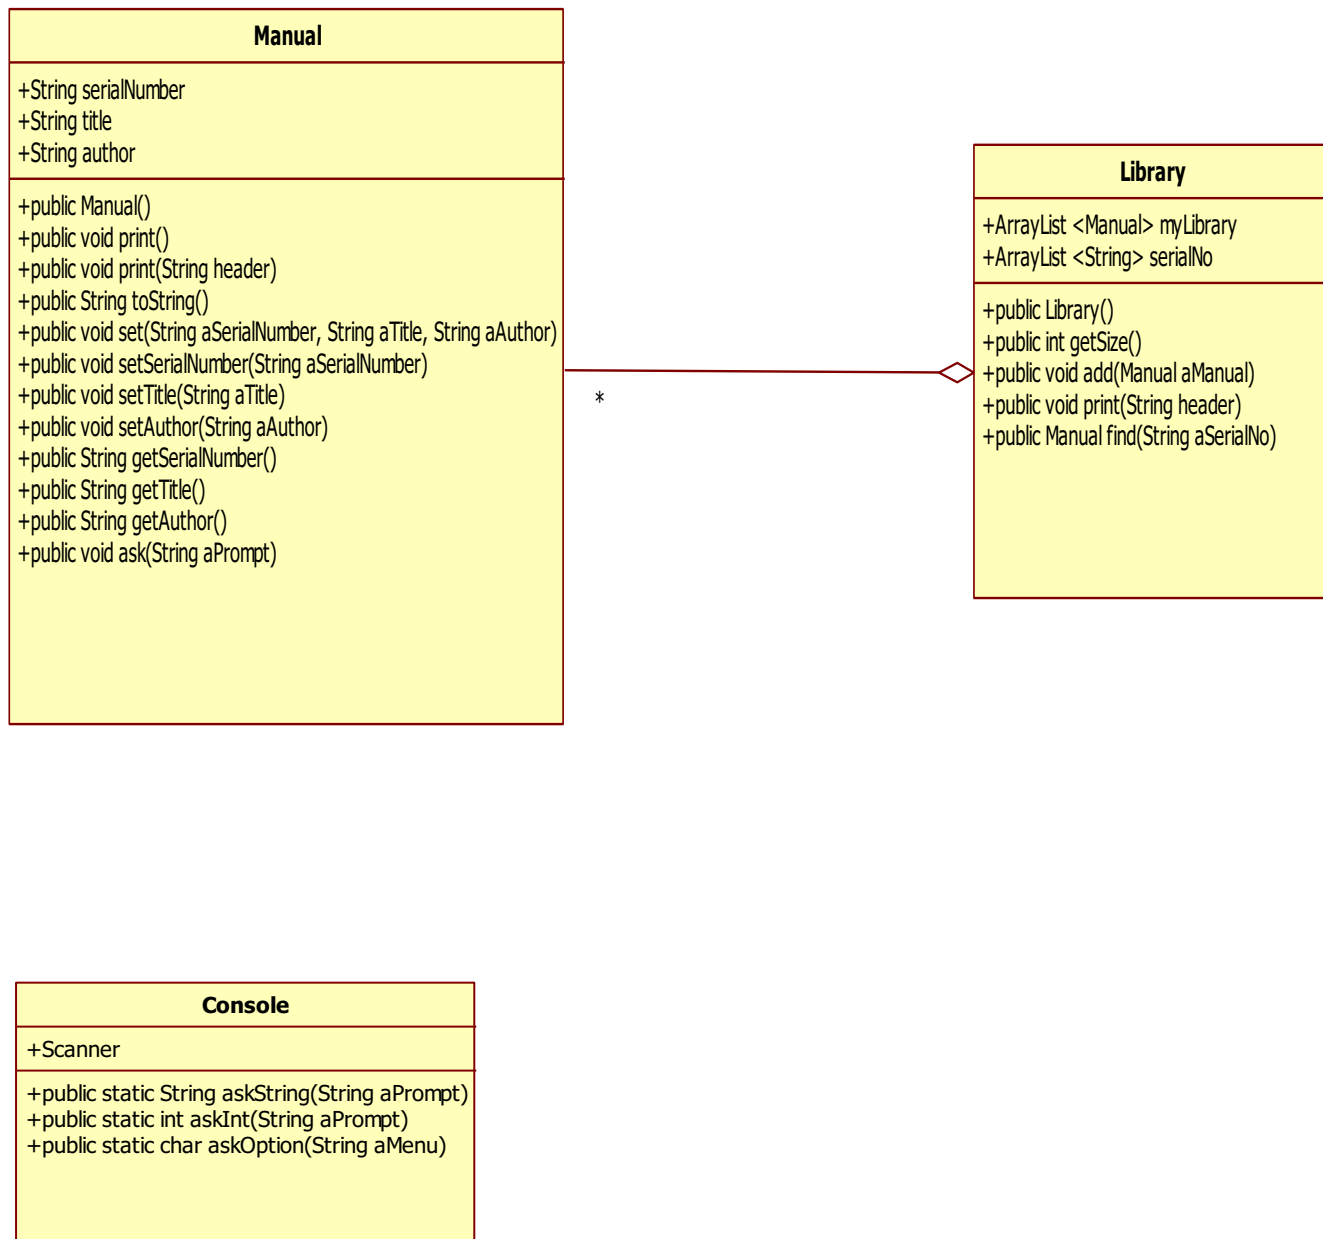 Manual
+String serialNumber
+String title
+String author
+public Manual()
+public void print()
+public void print(String header)
+public String toString()
+public void set(String aSerialNumber, String aTitle, String aAuthor)
+public void setSerialNumber(String aSerialNumber)
+public void setTitle(String aTitle)
+public void setAuthor(String aAuthor)
+public String getSerialNumber()
+public String getTitle()
+public String getAuthor()
+public void ask(String aPrompt)
*
Library
+ArrayList <Manual> myLibrary
+ArrayList <String> serialNo
+public Library()
+public int getSize()
+public void add(Manual aManual)
+public void print(String header)
+public Manual find(String aSerialNo)
Console
+Scanner
+public static String askString(String aPrompt)
+public static int askInt(String aPrompt)
+public static char askOption(String aMenu)